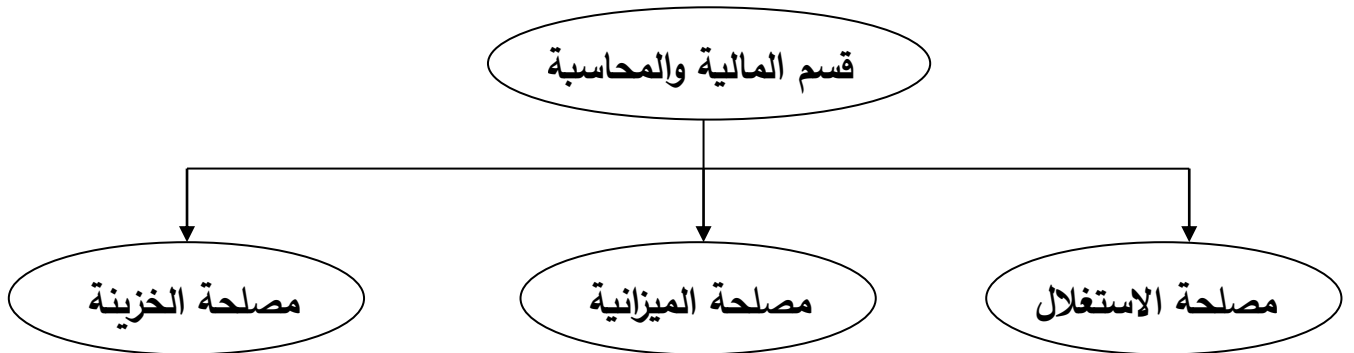 قسم المالية والمحاسبة
مصلحة الاستغلال
مصلحة الميزانية
مصلحة الخزينة